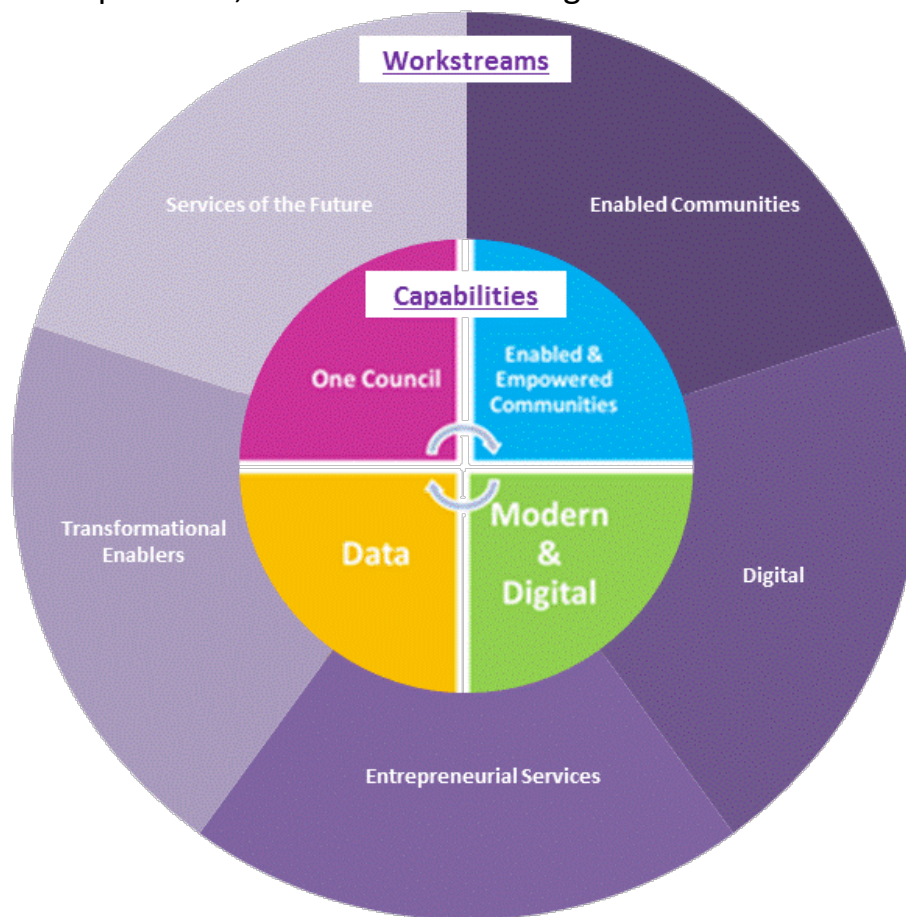 Workstreams
Services of the Future
Enabled Communities
Capabilities
One Council
Enabled &
Empowered
Communities
Transformational
Enablers
Data
Modern
&
Digital
Digital
Entrepreneurial Services